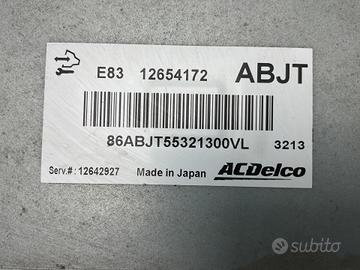 E83 12654172 ABJT
86ABJT55321300VL 3213
Serv.#: 12642927 Made in Japan ACDelco
subito